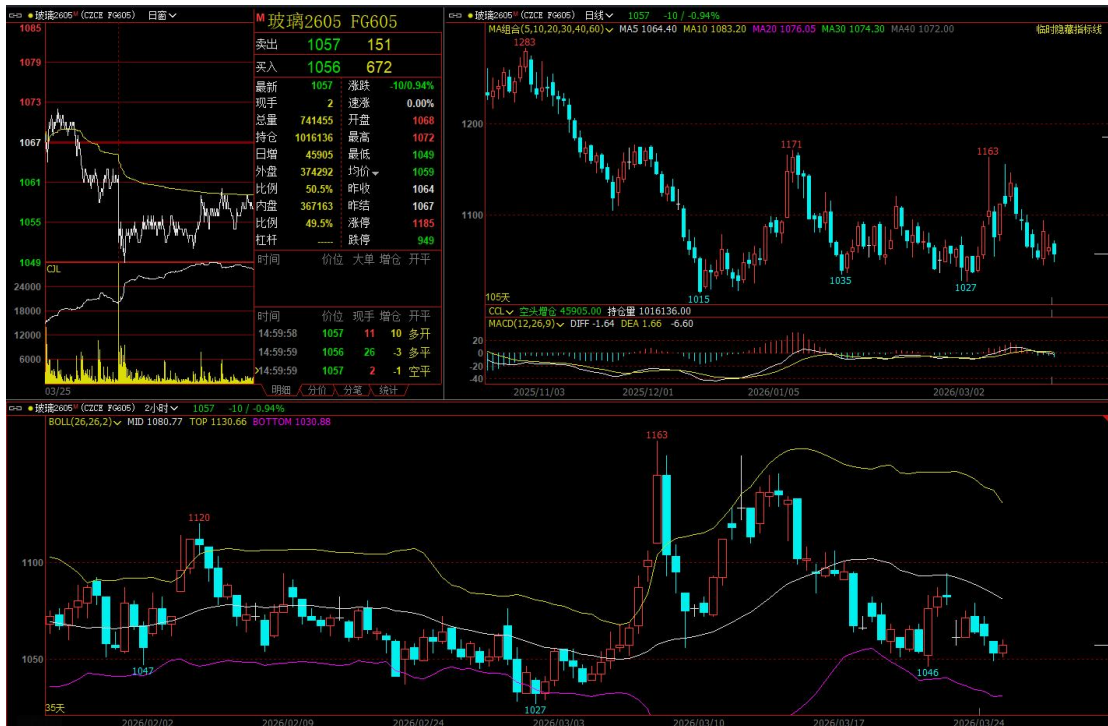 玻璃2605 M (CZCE FG605) 日窗
1085
1079
1073
1067
1061
1055
1049
CJL
24000
18000
12000
6000
03/25
M 玻璃2605 FG605
卖出 1057 151
买入 1056 672
最新 1057 涨跌 -10/0.94%
现手 2 速涨 0.00%
总量 741455 开盘 1068
持仓 1016136 最高 1072
日增 45905 最低 1049
外盘 374292 均价 1059
比例 50.5% 昨收 1064
内盘 367163 昨结 1067
比例 49.5% 涨停 1185
杠杆 ----- 跌停 949
时间 价位 大单 增仓 开平
时间 价位 现手 增仓 开平
14:59:58 1057 11 10 多开
14:59:59 1056 26 -3 多平
14:59:59 1057 2 -1 空平
明细 分价 分笔 统计
玻璃2605 M (CZCE FG605) 日线 1057 -10 / -0.94%
MA组合(5,10,20,30,40,60) MA5 1064.40 MA10 1083.20 MA20 1076.05 MA30 1074.30 MA40 1072.00 临时隐藏指标线
1283
1200
1171
1163
1100
1035
1027
1015
105天
CCL 空头增仓 45905.00 持仓量 1016136.00
MACD(12,26,9) DIFF -1.64 DEA 1.66 -6.60
20
0
-20
-40
2025/11/03 2025/12/01 2026/01/05 2026/03/02
玻璃2605 M (CZCE FG605) 2小时 1057 -10 / -0.94%
BOLL(26,26,2) MID 1080.77 TOP 1130.66 BOTTOM 1030.88
1163
1120
1100
1050
1047
1046
1027
35天
2026/02/02 2026/02/09 2026/02/24 2026/03/03 2026/03/10 2026/03/17 2026/03/24